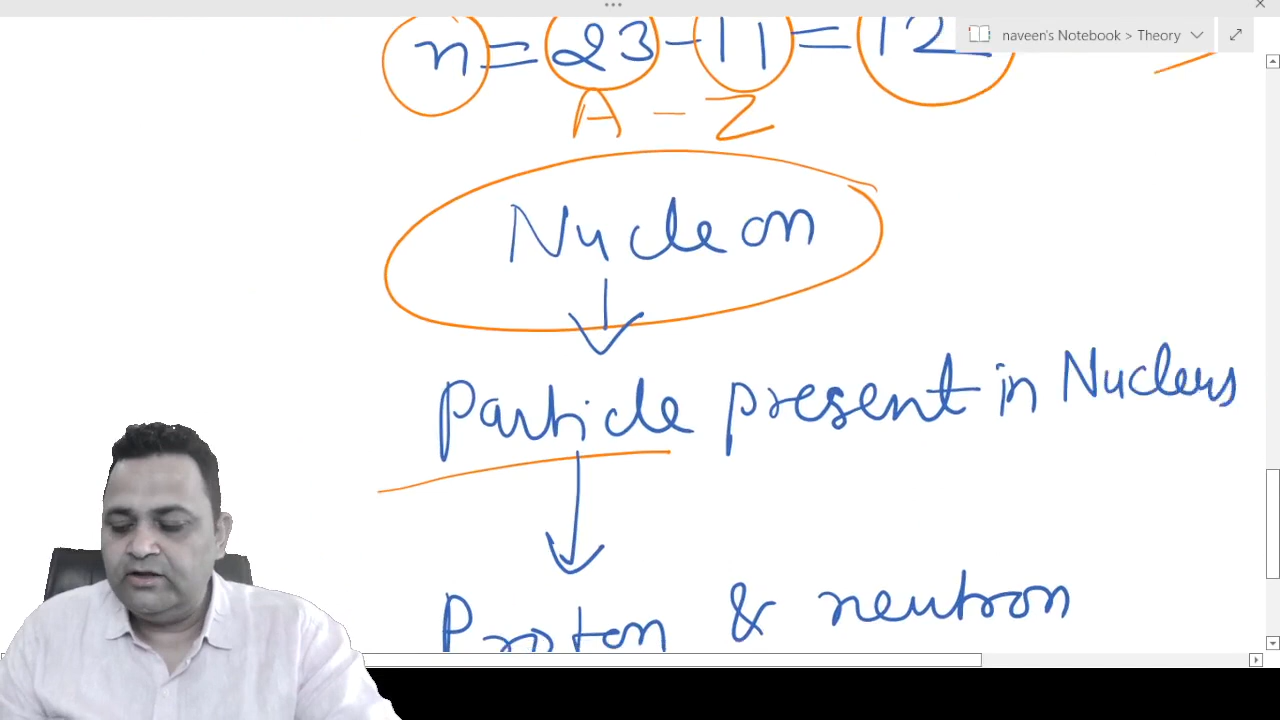 naveen's Notebook > Theory
n = 23 - 11 = 12
A - Z
Nucleon
Particle present in Nucleus
Proton & neutron